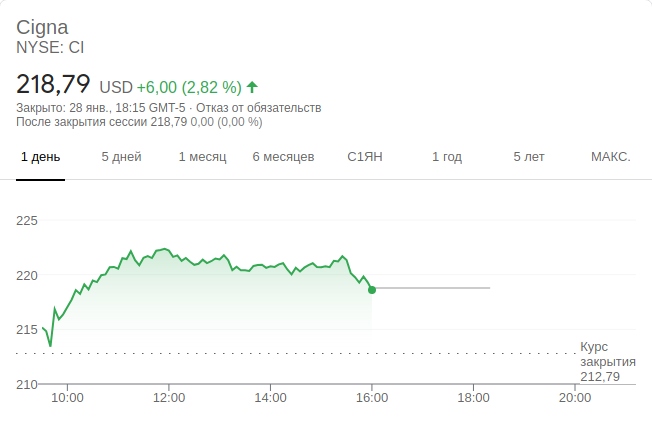 Cigna
NYSE: CI
218,79 USD +6,00 (2,82 %)
Закрыто: 28 янв., 18:15 GMT-5 · Отказ от обязательств
После закрытия сессии 218,79 0,00 (0,00 %)
1 день 5 дней 1 месяц 6 месяцев С1ЯН 1 год 5 лет МАКС.
225
220
215
Курс
закрытия
212,79
210
10:00 12:00 14:00 16:00 18:00 20:00